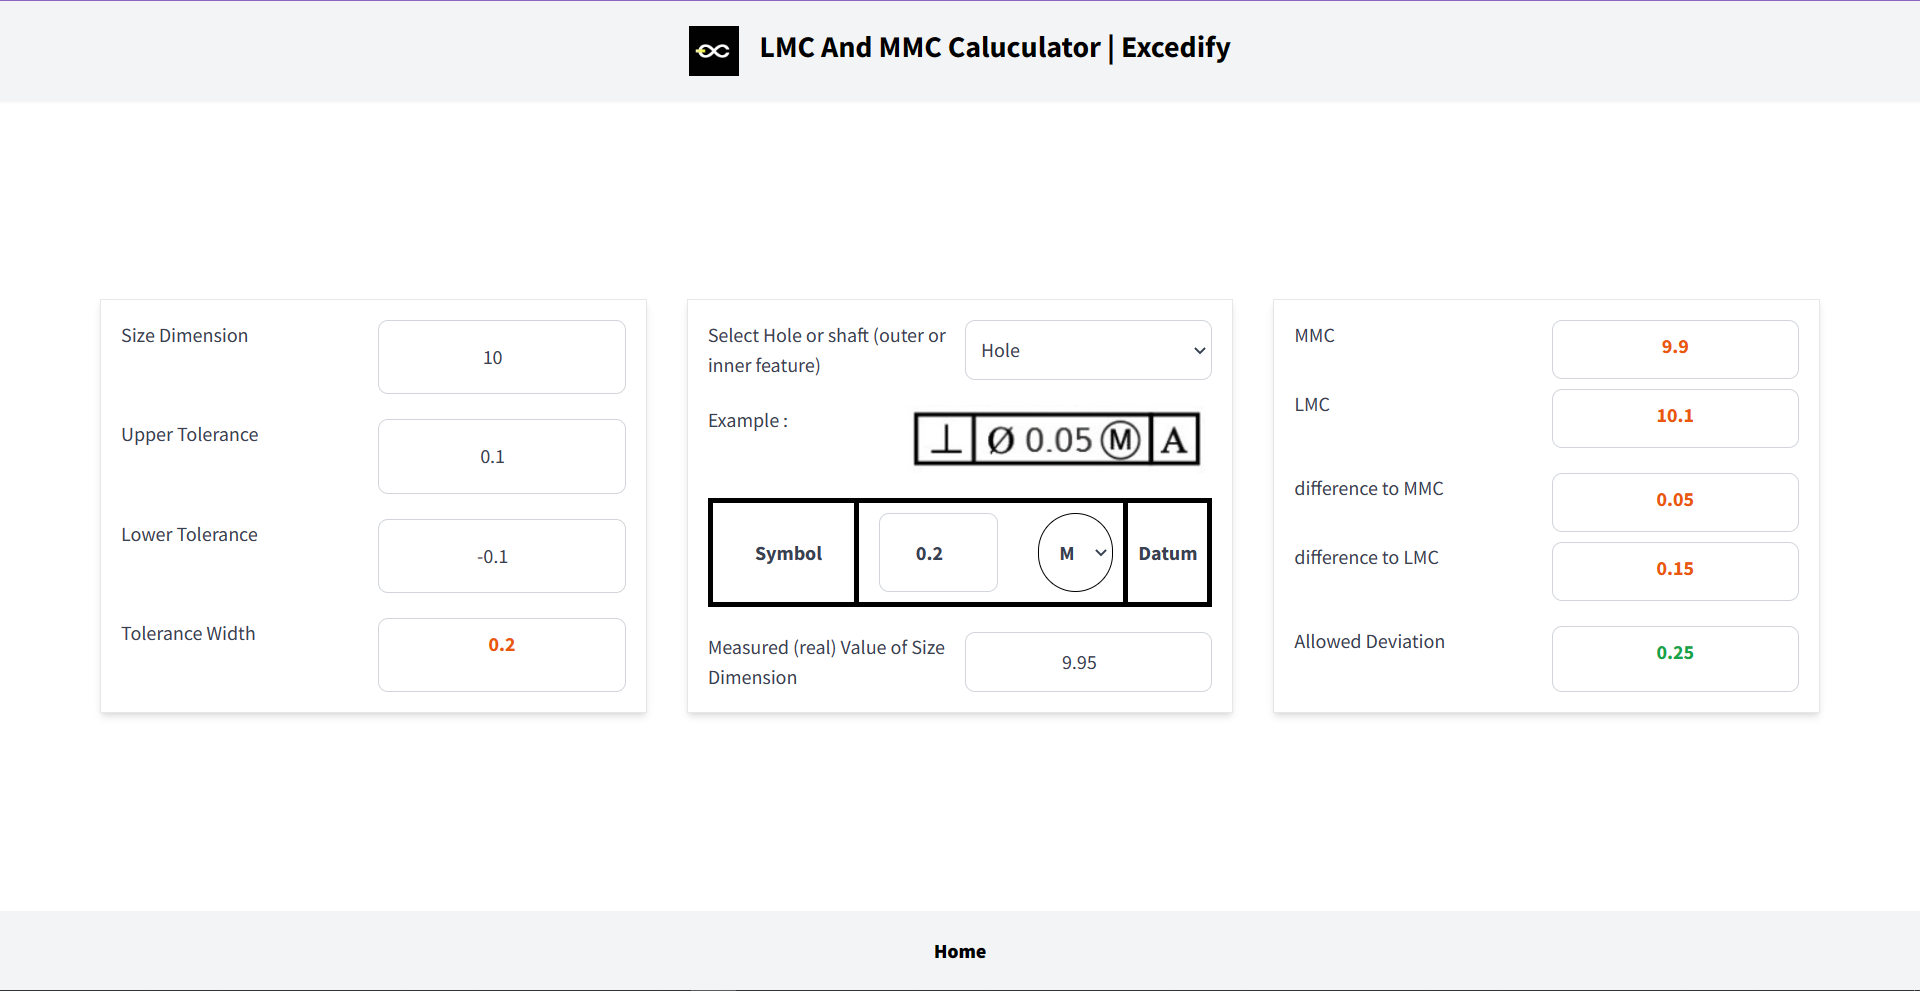 LMC And MMC Caluculator | Excedify
Size Dimension
10
Upper Tolerance
0.1
Lower Tolerance
-0.1
Tolerance Width
0.2
Select Hole or shaft (outer or
inner feature)
Hole
Example :
⊥ Ø 0.05 Ⓜ A
Symbol 0.2 M Datum
Measured (real) Value of Size
Dimension
9.95
MMC
9.9
LMC
10.1
difference to MMC
0.05
difference to LMC
0.15
Allowed Deviation
0.25
Home